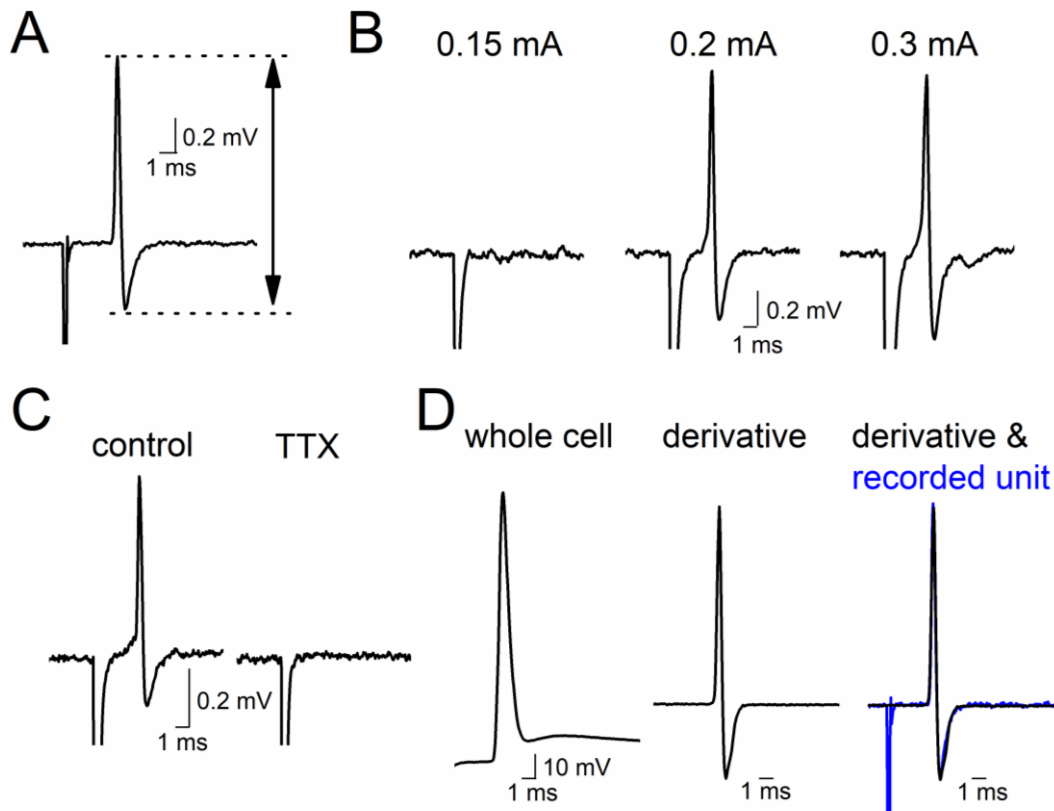 A
0.2 mV
1 ms
B
0.15 mA
0.2 mA
0.3 mA
0.2 mV
1 ms
C
control
TTX
0.2 mV
1 ms
D
whole cell
derivative
derivative &
recorded unit
10 mV
1 ms
1 ms
1 ms